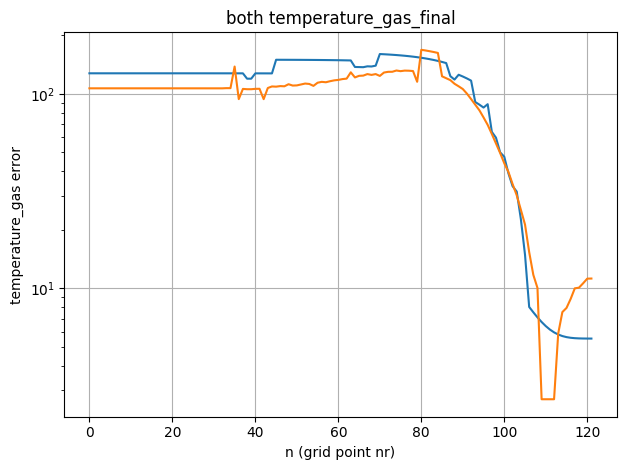 both temperature_gas_final
temperature_gas error
10²
10¹
0 20 40 60 80 100 120
n (grid point nr)